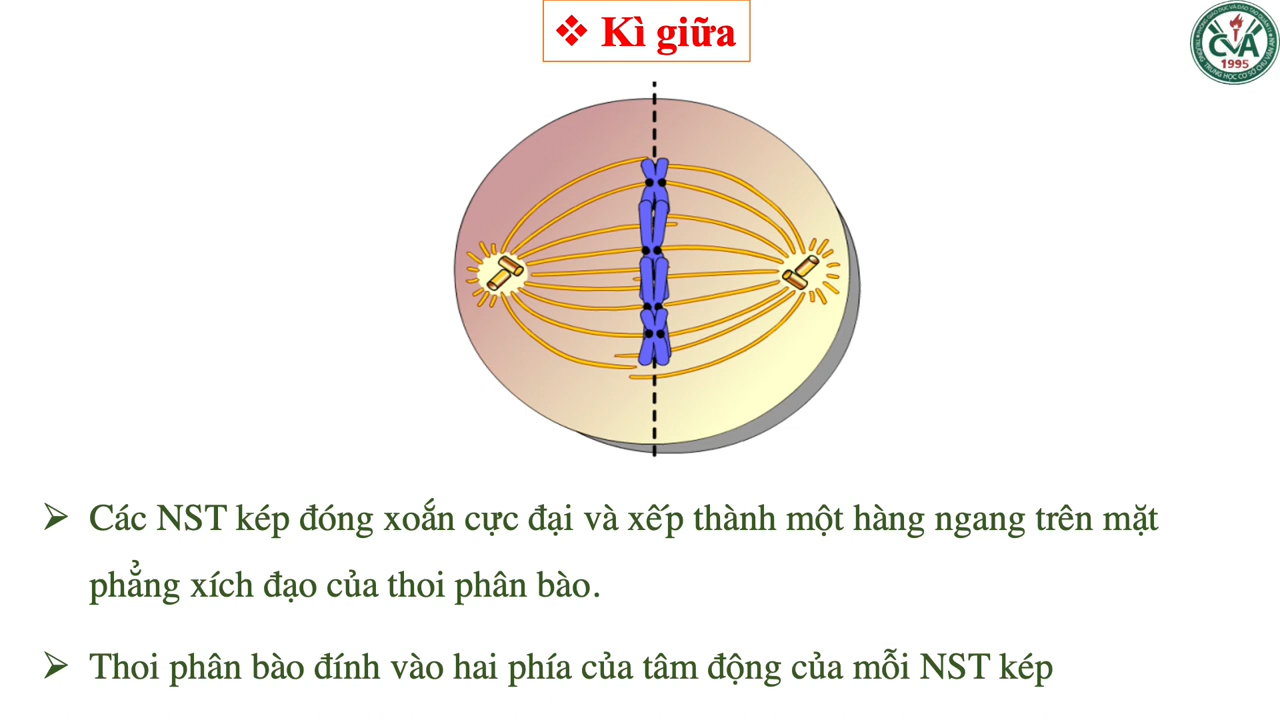 ❖ Kì giữa
CVA
1995
➢ Các NST kép đóng xoắn cực đại và xếp thành một hàng ngang trên mặt
phẳng xích đạo của thoi phân bào.
➢ Thoi phân bào đính vào hai phía của tâm động của mỗi NST kép